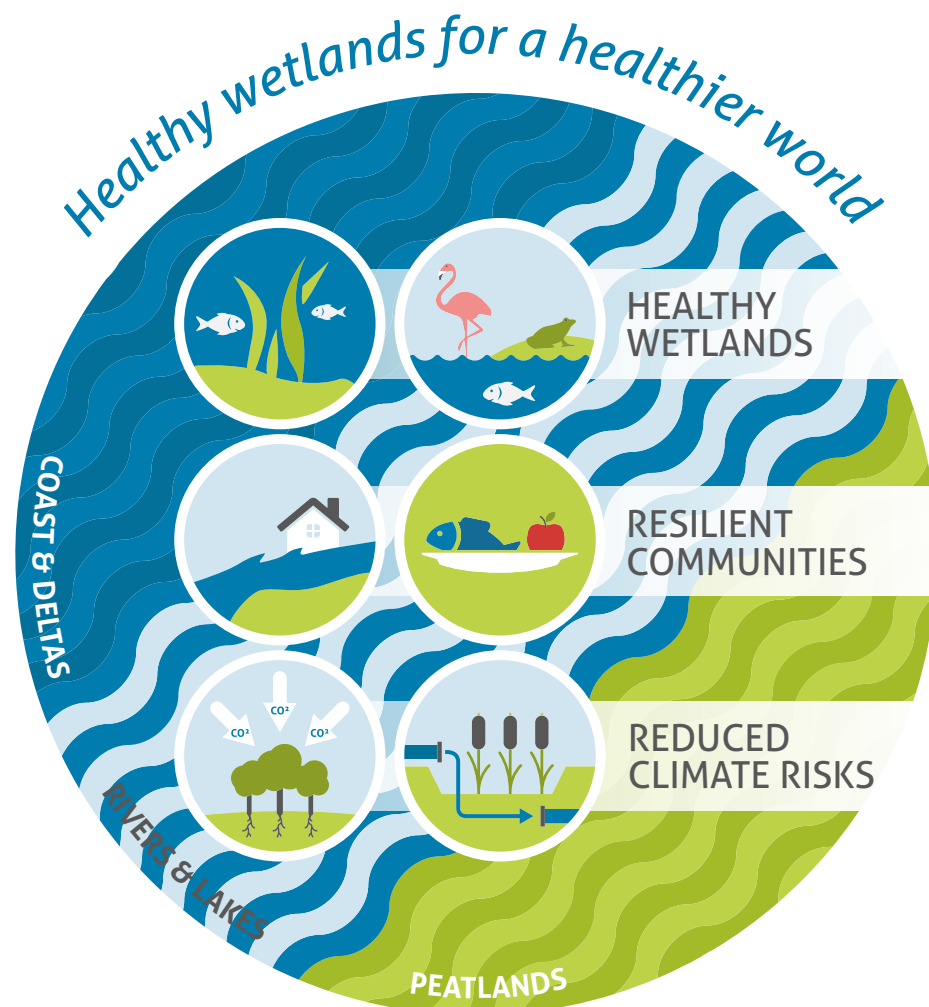 Healthy wetlands for a healthier world
HEALTHY
WETLANDS
COAST & DELTAS
RESILIENT
COMMUNITIES
CO²
CO²
CO²
REDUCED
CLIMATE RISKS
RIVERS & LAKES
PEATLANDS